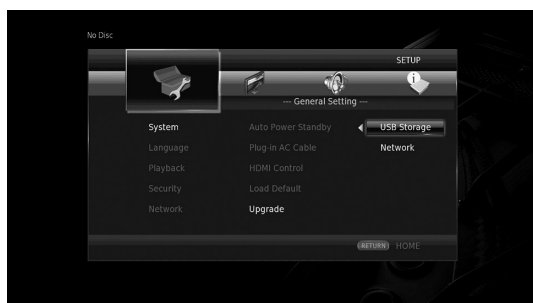 No Disc
SETUP
--- General Setting ---
System Auto Power Standby USB Storage
Language Plug-in AC Cable Network
Playback HDMI Control
Security Load Default
Network Upgrade
RETURN HOME